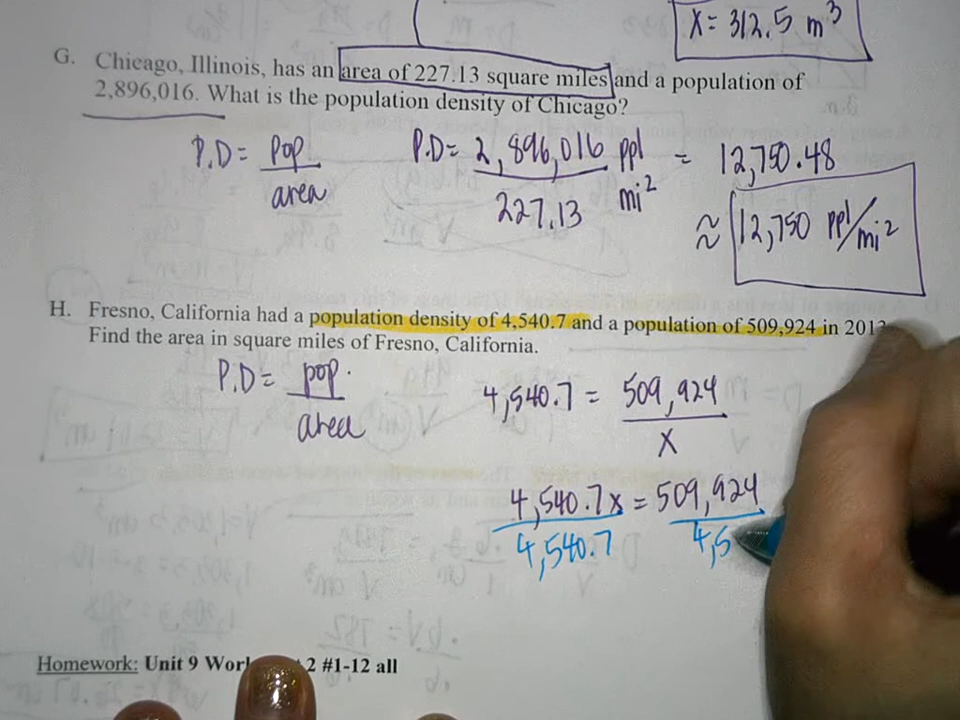 x = 312.5 m³
G. Chicago, Illinois, has an area of 227.13 square miles and a population of
2,896,016. What is the population density of Chicago?
P.D = pop / area
P.D = 2,896,016 ppl / 227.13 mi² = 12,750.48
≈ 12,750 ppl/mi²
H. Fresno, California had a population density of 4,540.7 and a population of 509,924 in
Find the area in square miles of Fresno, California.
P.D = pop. / area
4,540.7 = 509,924 / x
4,540.7x = 509,924
4,540.7 4,5
Homework: Unit 9 2 #1-12 all